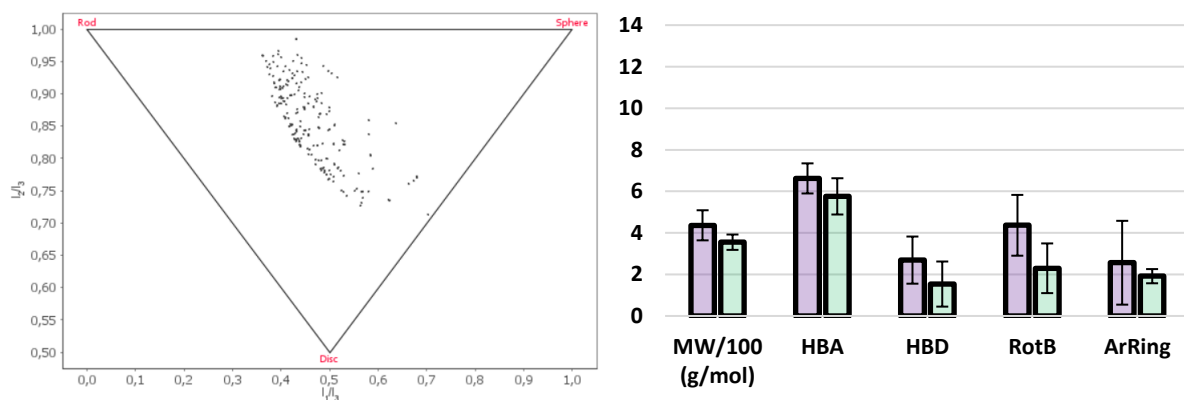 Rod
Sphere
1,00
0,95
0,90
0,85
0,80
0,75
0,70
0,65
0,60
0,55
0,50
I₂/I₃
Disc
0,0
0,1
0,2
0,3
0,4
0,5
0,6
0,7
0,8
0,9
1,0
I₁/I₃
14
12
10
8
6
4
2
0
MW/100
(g/mol)
HBA
HBD
RotB
ArRing